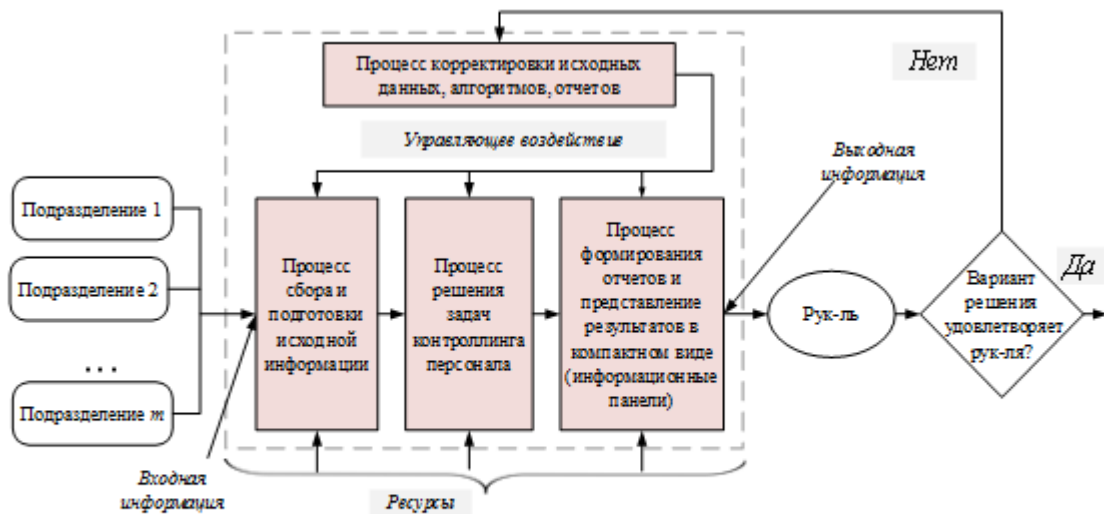 Процесс корректировки исходных
данных, алгоритмов, отчетов
Нет
Управляющее воздействие
Выходная
информация
Подразделение 1
Подразделение 2
...
Подразделение m
Процесс
сбора и
подготовки
исходной
информации
Процесс
решения
задач
контроллинга
персонала
Процесс
формирования
отчетов и
представление
результатов в
компактном виде
(информационные
панели)
Рук-ль
Вариант
решения
удовлетворяет
рук-ля?
Да
Входная
информация
Ресурсы